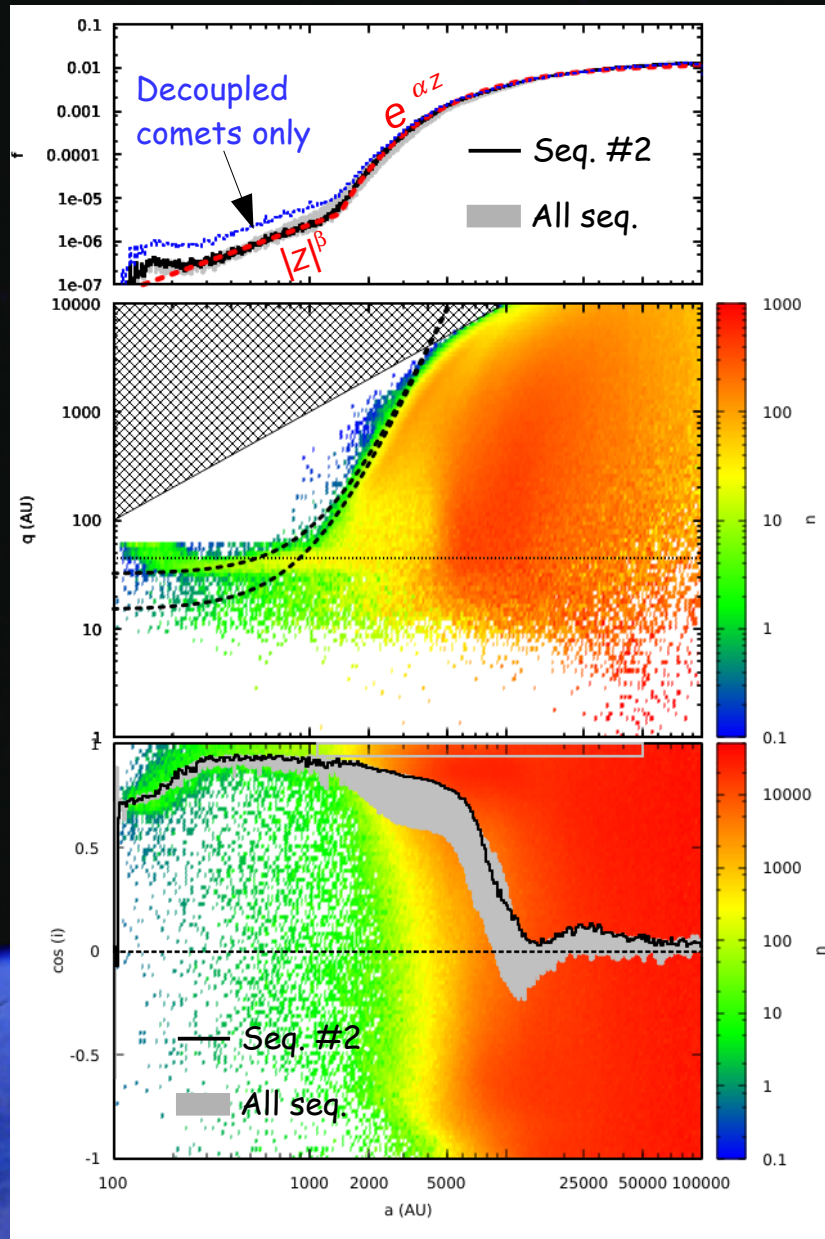 0.1
0.01
0.001
0.0001
1e-05
1e-06
1e-07
f
Decoupled
comets only
e^αz
|z|^β
Seq. #2
All seq.
10000
1000
100
10
1
q (AU)
1000
100
10
1
0.1
n
1
0.5
0
-0.5
-1
cos (i)
Seq. #2
All seq.
10000
1000
100
10
1
0.1
n
100
1000
2000
5000
25000
50000
100000
a (AU)